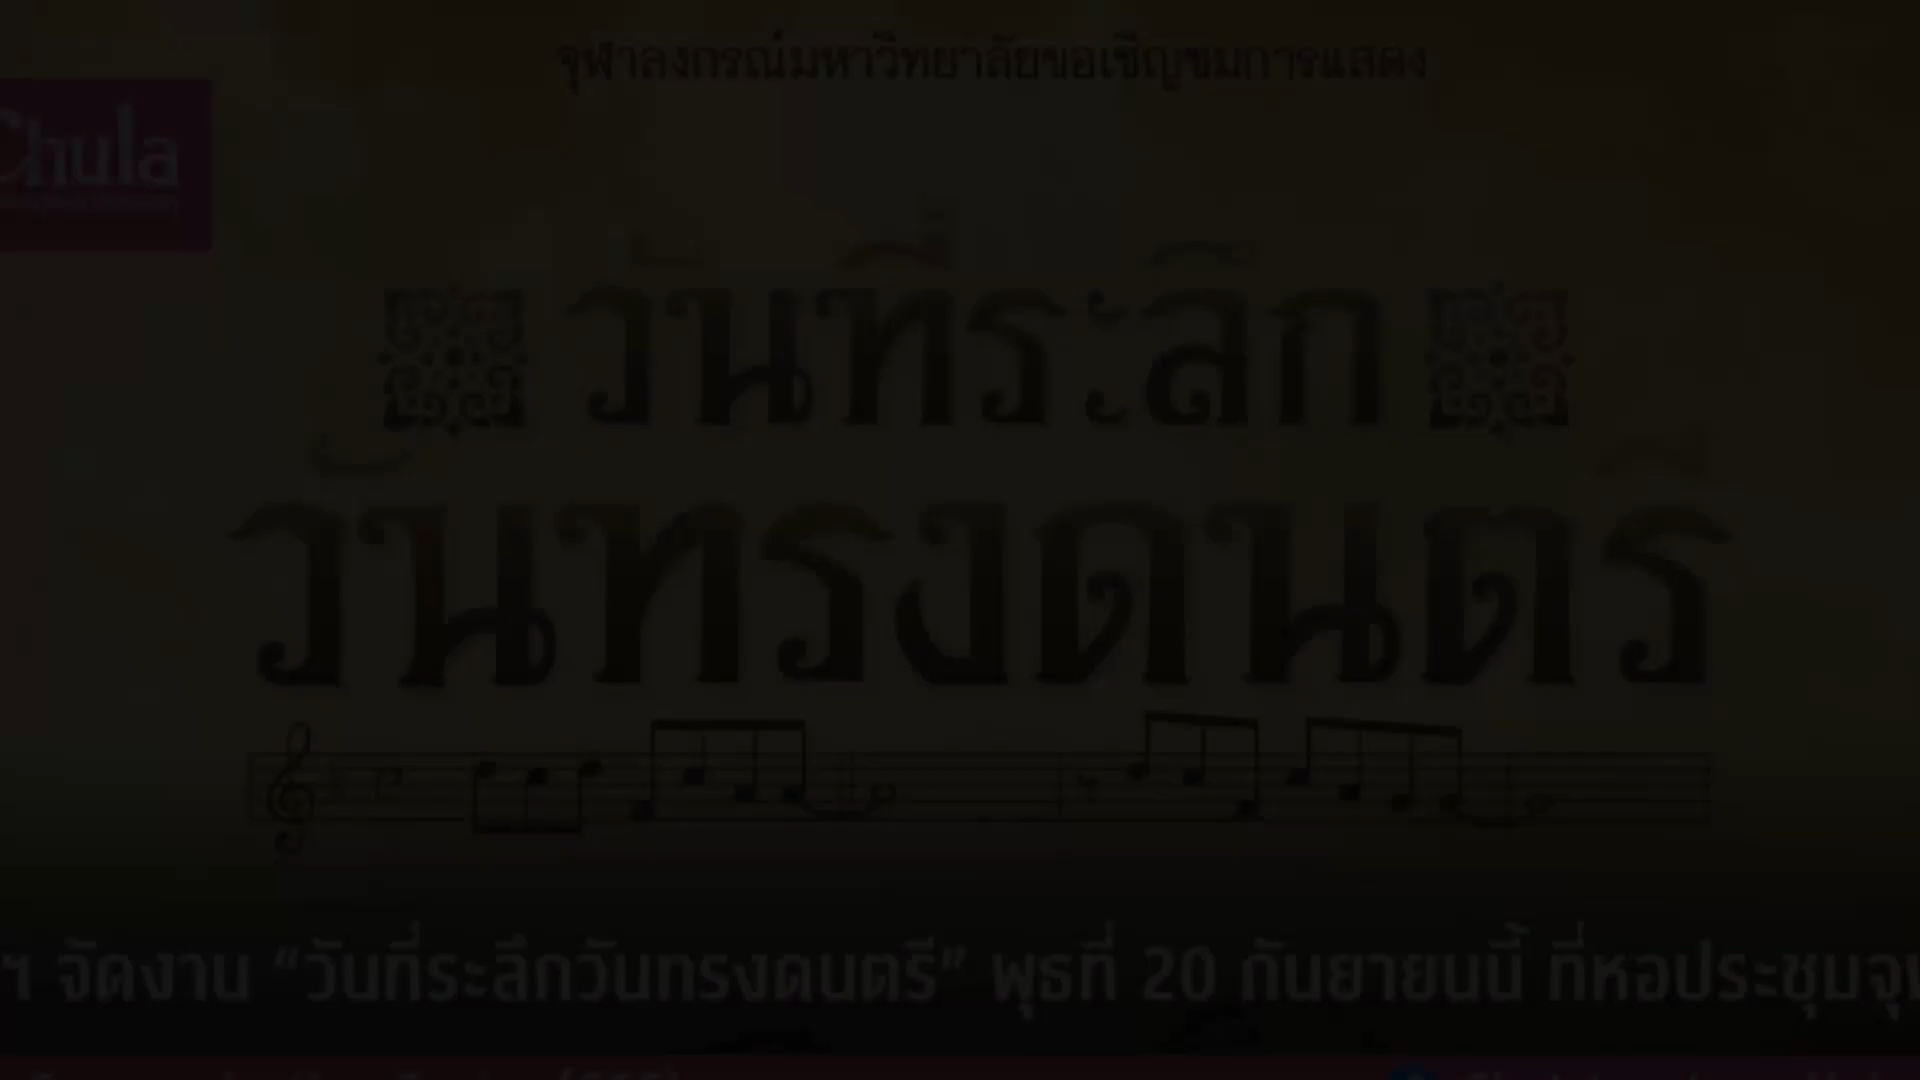 จุฬาลงกรณ์มหาวิทยาลัยขอเชิญชมการแสดง
Chula
วันที่ระลึก
วันทรงดนตรี
ฯ จัดงาน “วันที่ระลึกวันทรงดนตรี” พุธที่ 20 กันยายนนี้ ที่หอประชุมจุฬ